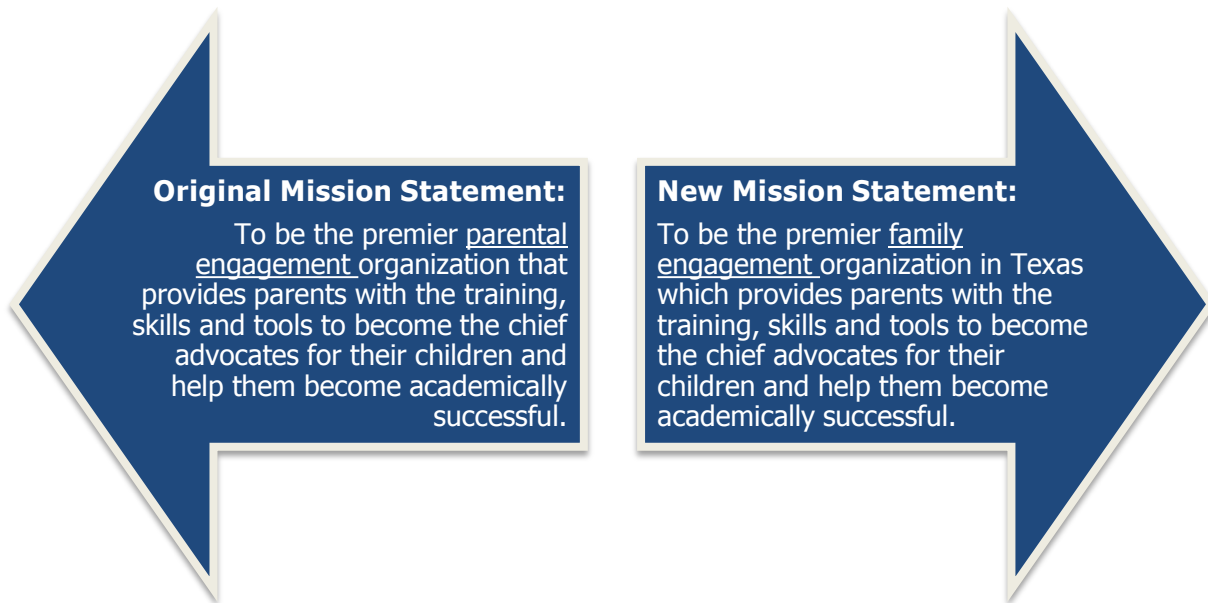 Original Mission Statement:
To be the premier parental
engagement organization that
provides parents with the training,
skills and tools to become the chief
advocates for their children and
help them become academically
successful.
New Mission Statement:
To be the premier family
engagement organization in Texas
which provides parents with the
training, skills and tools to become
the chief advocates for their
children and help them become
academically successful.